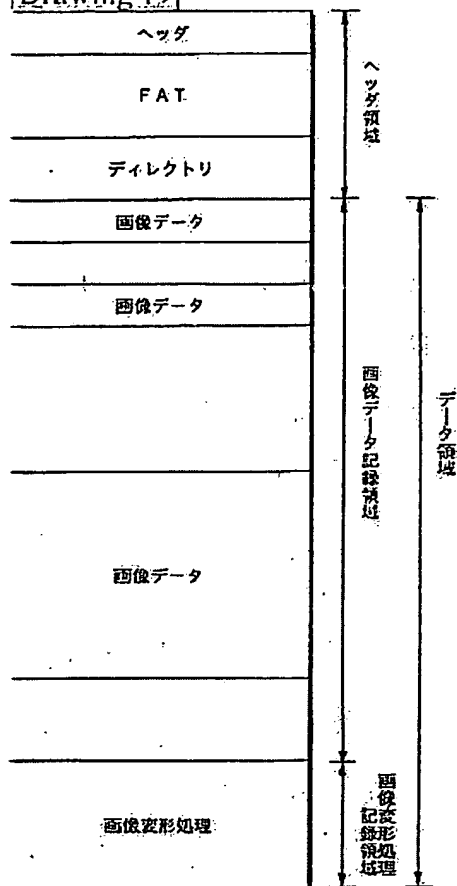 ヘッダ
FAT
ディレクトリ
画像データ
画像データ
画像データ
画像変形処理
ヘッダ領域
画像データ記録領域
画像変形処理
記録領域
データ領域